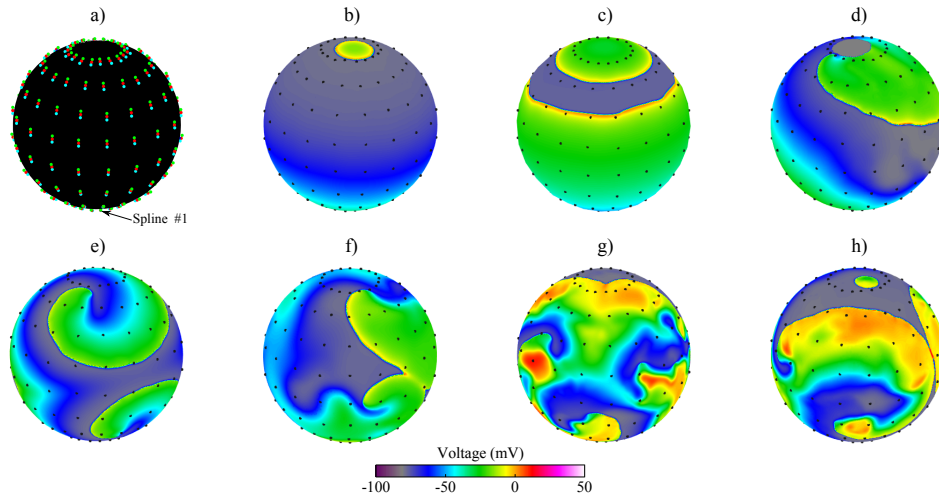 a)
b)
c)
d)
Spline #1
e)
f)
g)
h)
Voltage (mV)
-100
-50
0
50